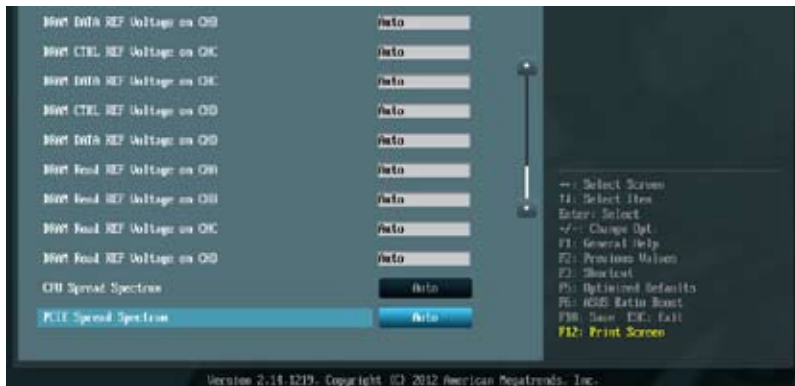 DRAM DATA REF Voltage on CHB Auto
DRAM CTRL REF Voltage on CHC Auto
DRAM DATA REF Voltage on CHC Auto
DRAM CTRL REF Voltage on CHD Auto
DRAM DATA REF Voltage on CHD Auto
DRAM Read REF Voltage on CHA Auto
DRAM Read REF Voltage on CHB Auto
DRAM Read REF Voltage on CHC Auto
DRAM Read REF Voltage on CHD Auto
CPU Spread Spectrum Auto
PCIE Spread Spectrum Auto
→←: Select Screen
↑↓: Select Item
Enter: Select
+/-: Change Opt.
F1: General Help
F2: Previous Values
F3: Shortcut
F5: Optimized Defaults
F6: ASUS Ratio Boost
F10: Save ESC: Exit
F12: Print Screen
Version 2.14.1219. Copyright (C) 2012 American Megatrends, Inc.